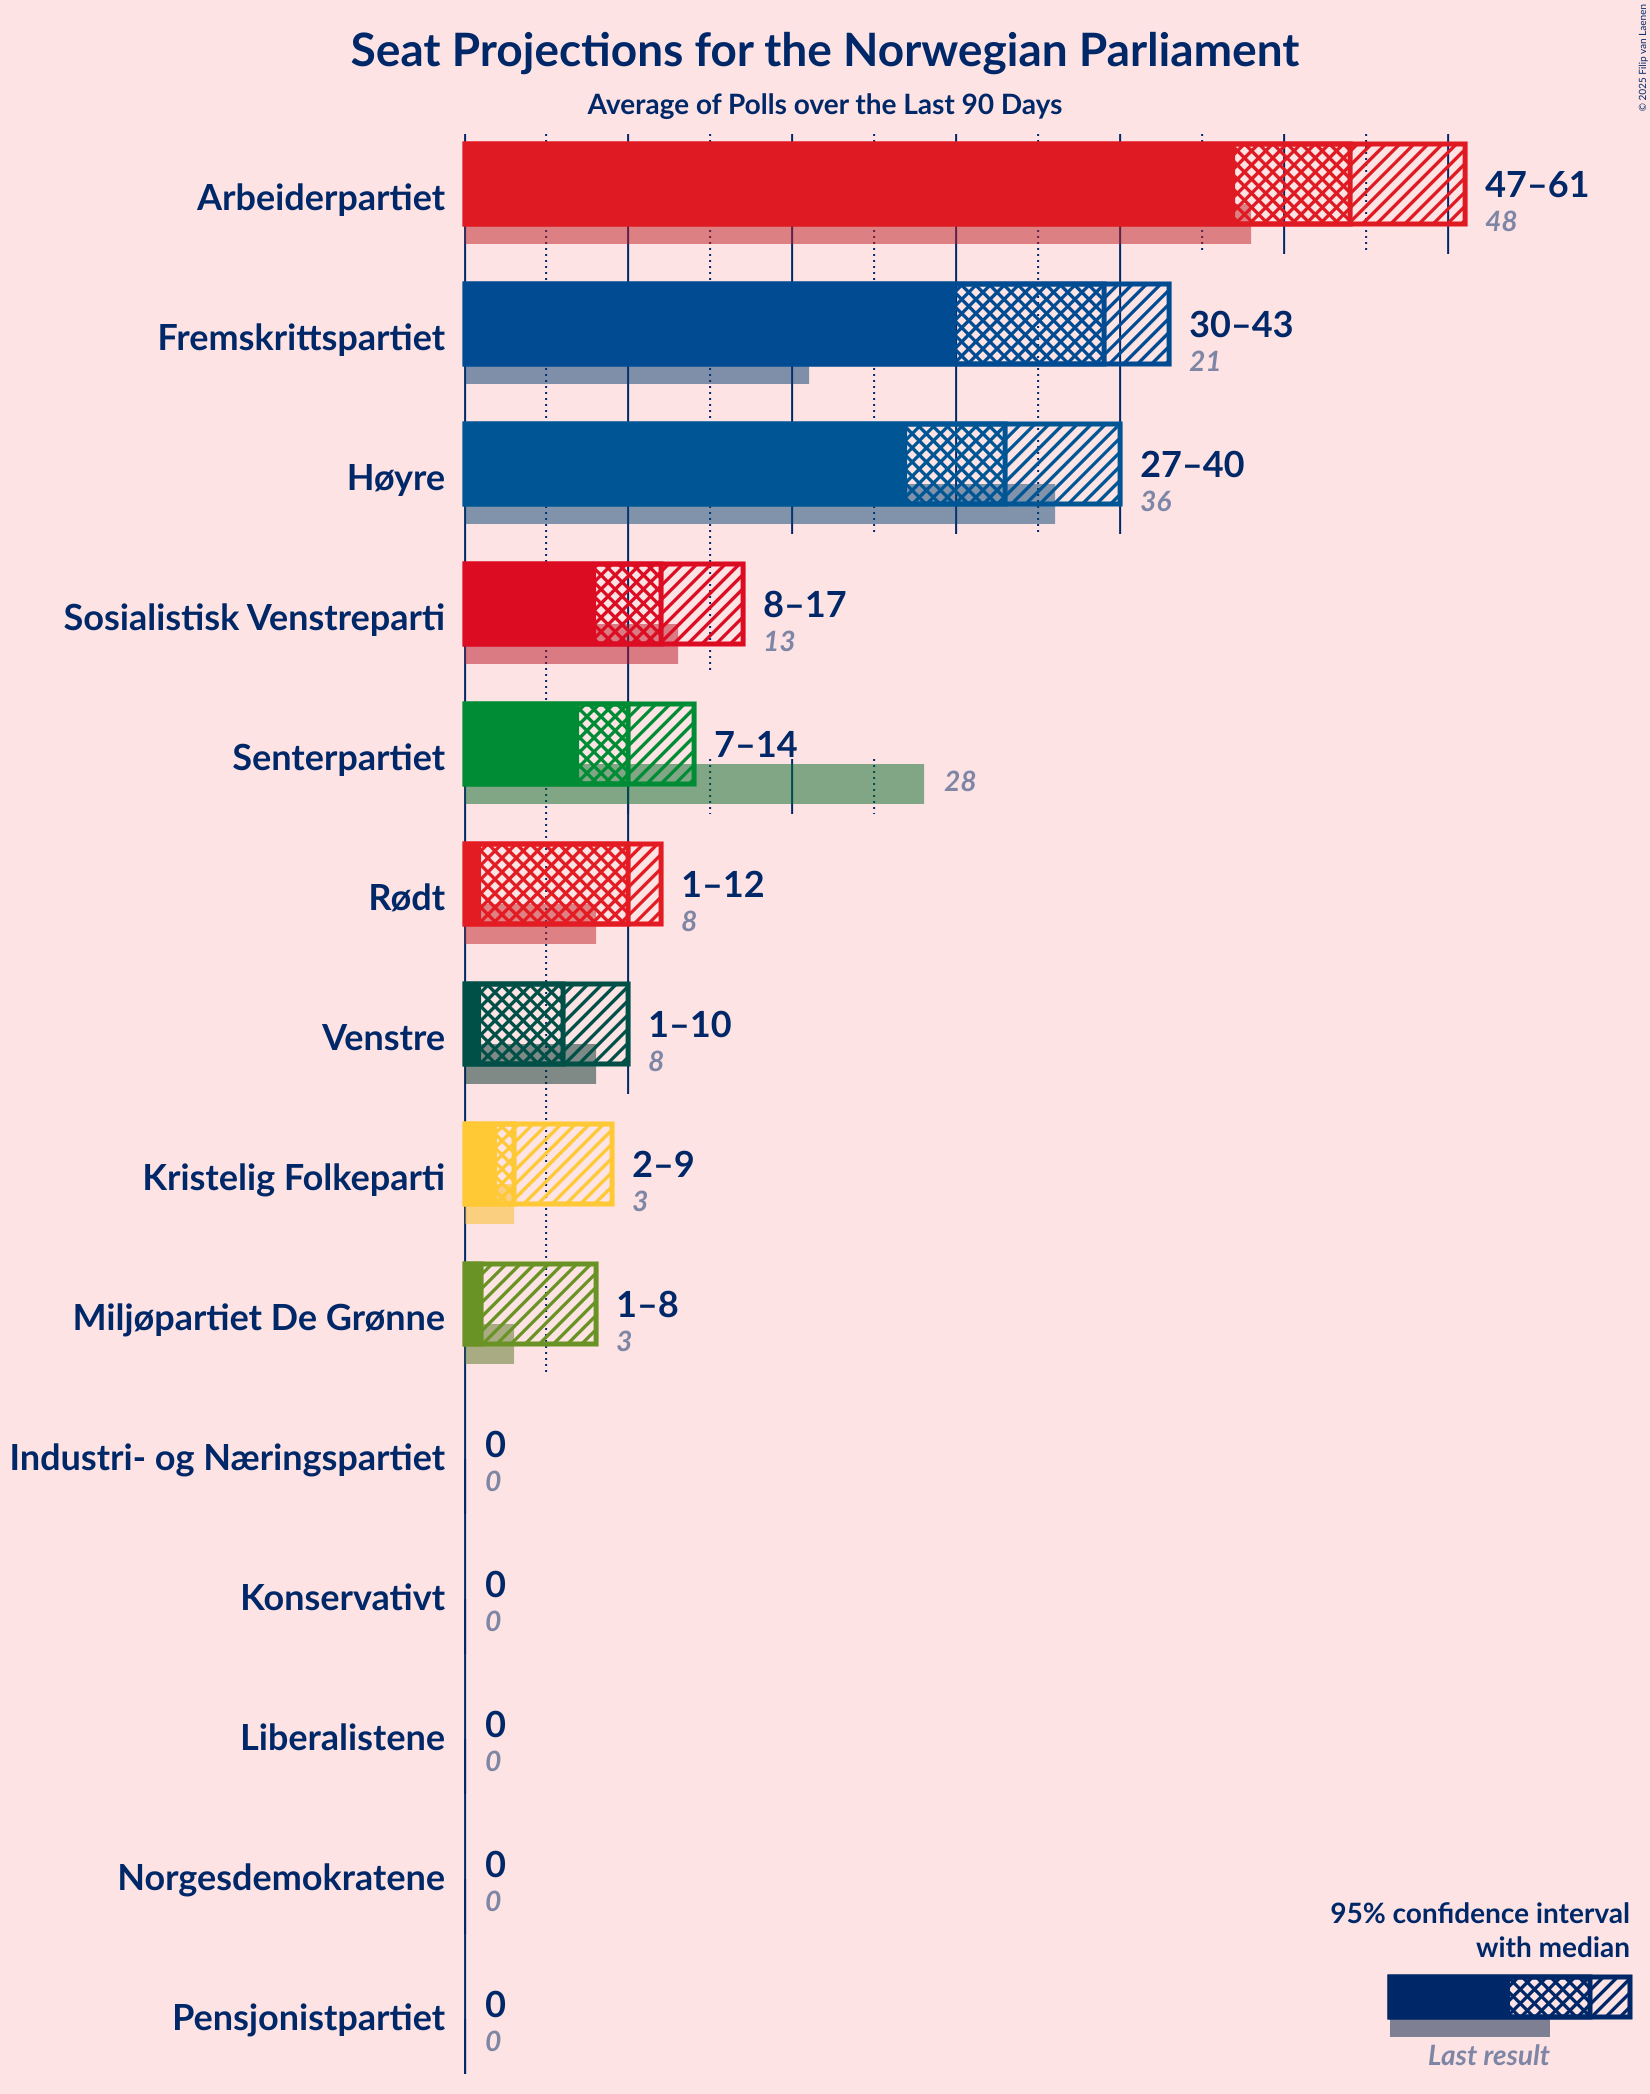 © 2025 Filip van Laenen
Seat Projections for the Norwegian Parliament
Average of Polls over the Last 90 Days
Arbeiderpartiet
47–61
48
Fremskrittspartiet
30–43
21
Høyre
27–40
36
Sosialistisk Venstreparti
8–17
13
Senterpartiet
7–14
28
Rødt
1–12
8
Venstre
1–10
8
Kristelig Folkeparti
2–9
3
Miljøpartiet De Grønne
1–8
3
Industri- og Næringspartiet
0
0
Konservativt
0
0
Liberalistene
0
0
Norgesdemokratene
0
0
Pensjonistpartiet
0
0
95% confidence interval
with median
Last result